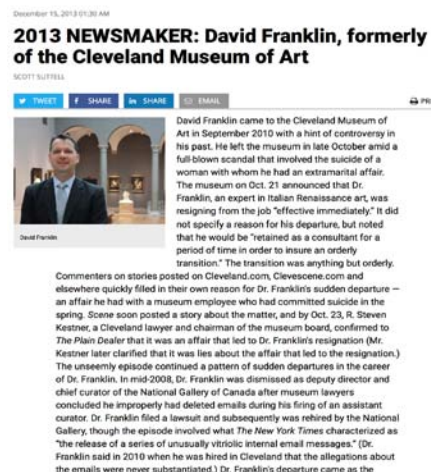 December 15, 2013 01:30 AM
2013 NEWSMAKER: David Franklin, formerly
of the Cleveland Museum of Art
SCOTT SUTTELL
TWEET
SHARE
SHARE
EMAIL
David Franklin came to the Cleveland Museum of
Art in September 2010 with a hint of controversy in
his past. He left the museum in late October amid a
full-blown scandal that involved the suicide of a
woman with whom he had an extramarital affair.
The museum on Oct. 21 announced that Dr.
Franklin, an expert in Italian Renaissance art, was
resigning from the job “effective immediately.” It did
not specify a reason for his departure, but noted
that he would be “retained as a consultant for a
period of time in order to insure an orderly
transition.” The transition was anything but orderly.
David Franklin
Commenters on stories posted on Cleveland.com, Clevescene.com and
elsewhere quickly filled in their own reason for Dr. Franklin's sudden departure —
an affair he had with a museum employee who had committed suicide in the
spring. Scene soon posted a story about the matter, and by Oct. 23, R. Steven
Kestner, a Cleveland lawyer and chairman of the museum board, confirmed to
The Plain Dealer that it was an affair that led to Dr. Franklin's resignation (Mr.
Kestner later clarified that it was lies about the affair that led to the resignation.)
The unseemly episode continued a pattern of sudden departures in the career
of Dr. Franklin. In mid-2008, Dr. Franklin was dismissed as deputy director and
chief curator of the National Gallery of Canada after museum lawyers
concluded he improperly had deleted emails during his firing of an assistant
curator. Dr. Franklin filed a lawsuit and subsequently was rehired by the National
Gallery, though the episode involved what The New York Times characterized as
“the release of a series of unusually vitriolic internal email messages.” (Dr.
Franklin said in 2010 when he was hired in Cleveland that the allegations about
the emails were never substantiated.) Dr. Franklin's departure came as the